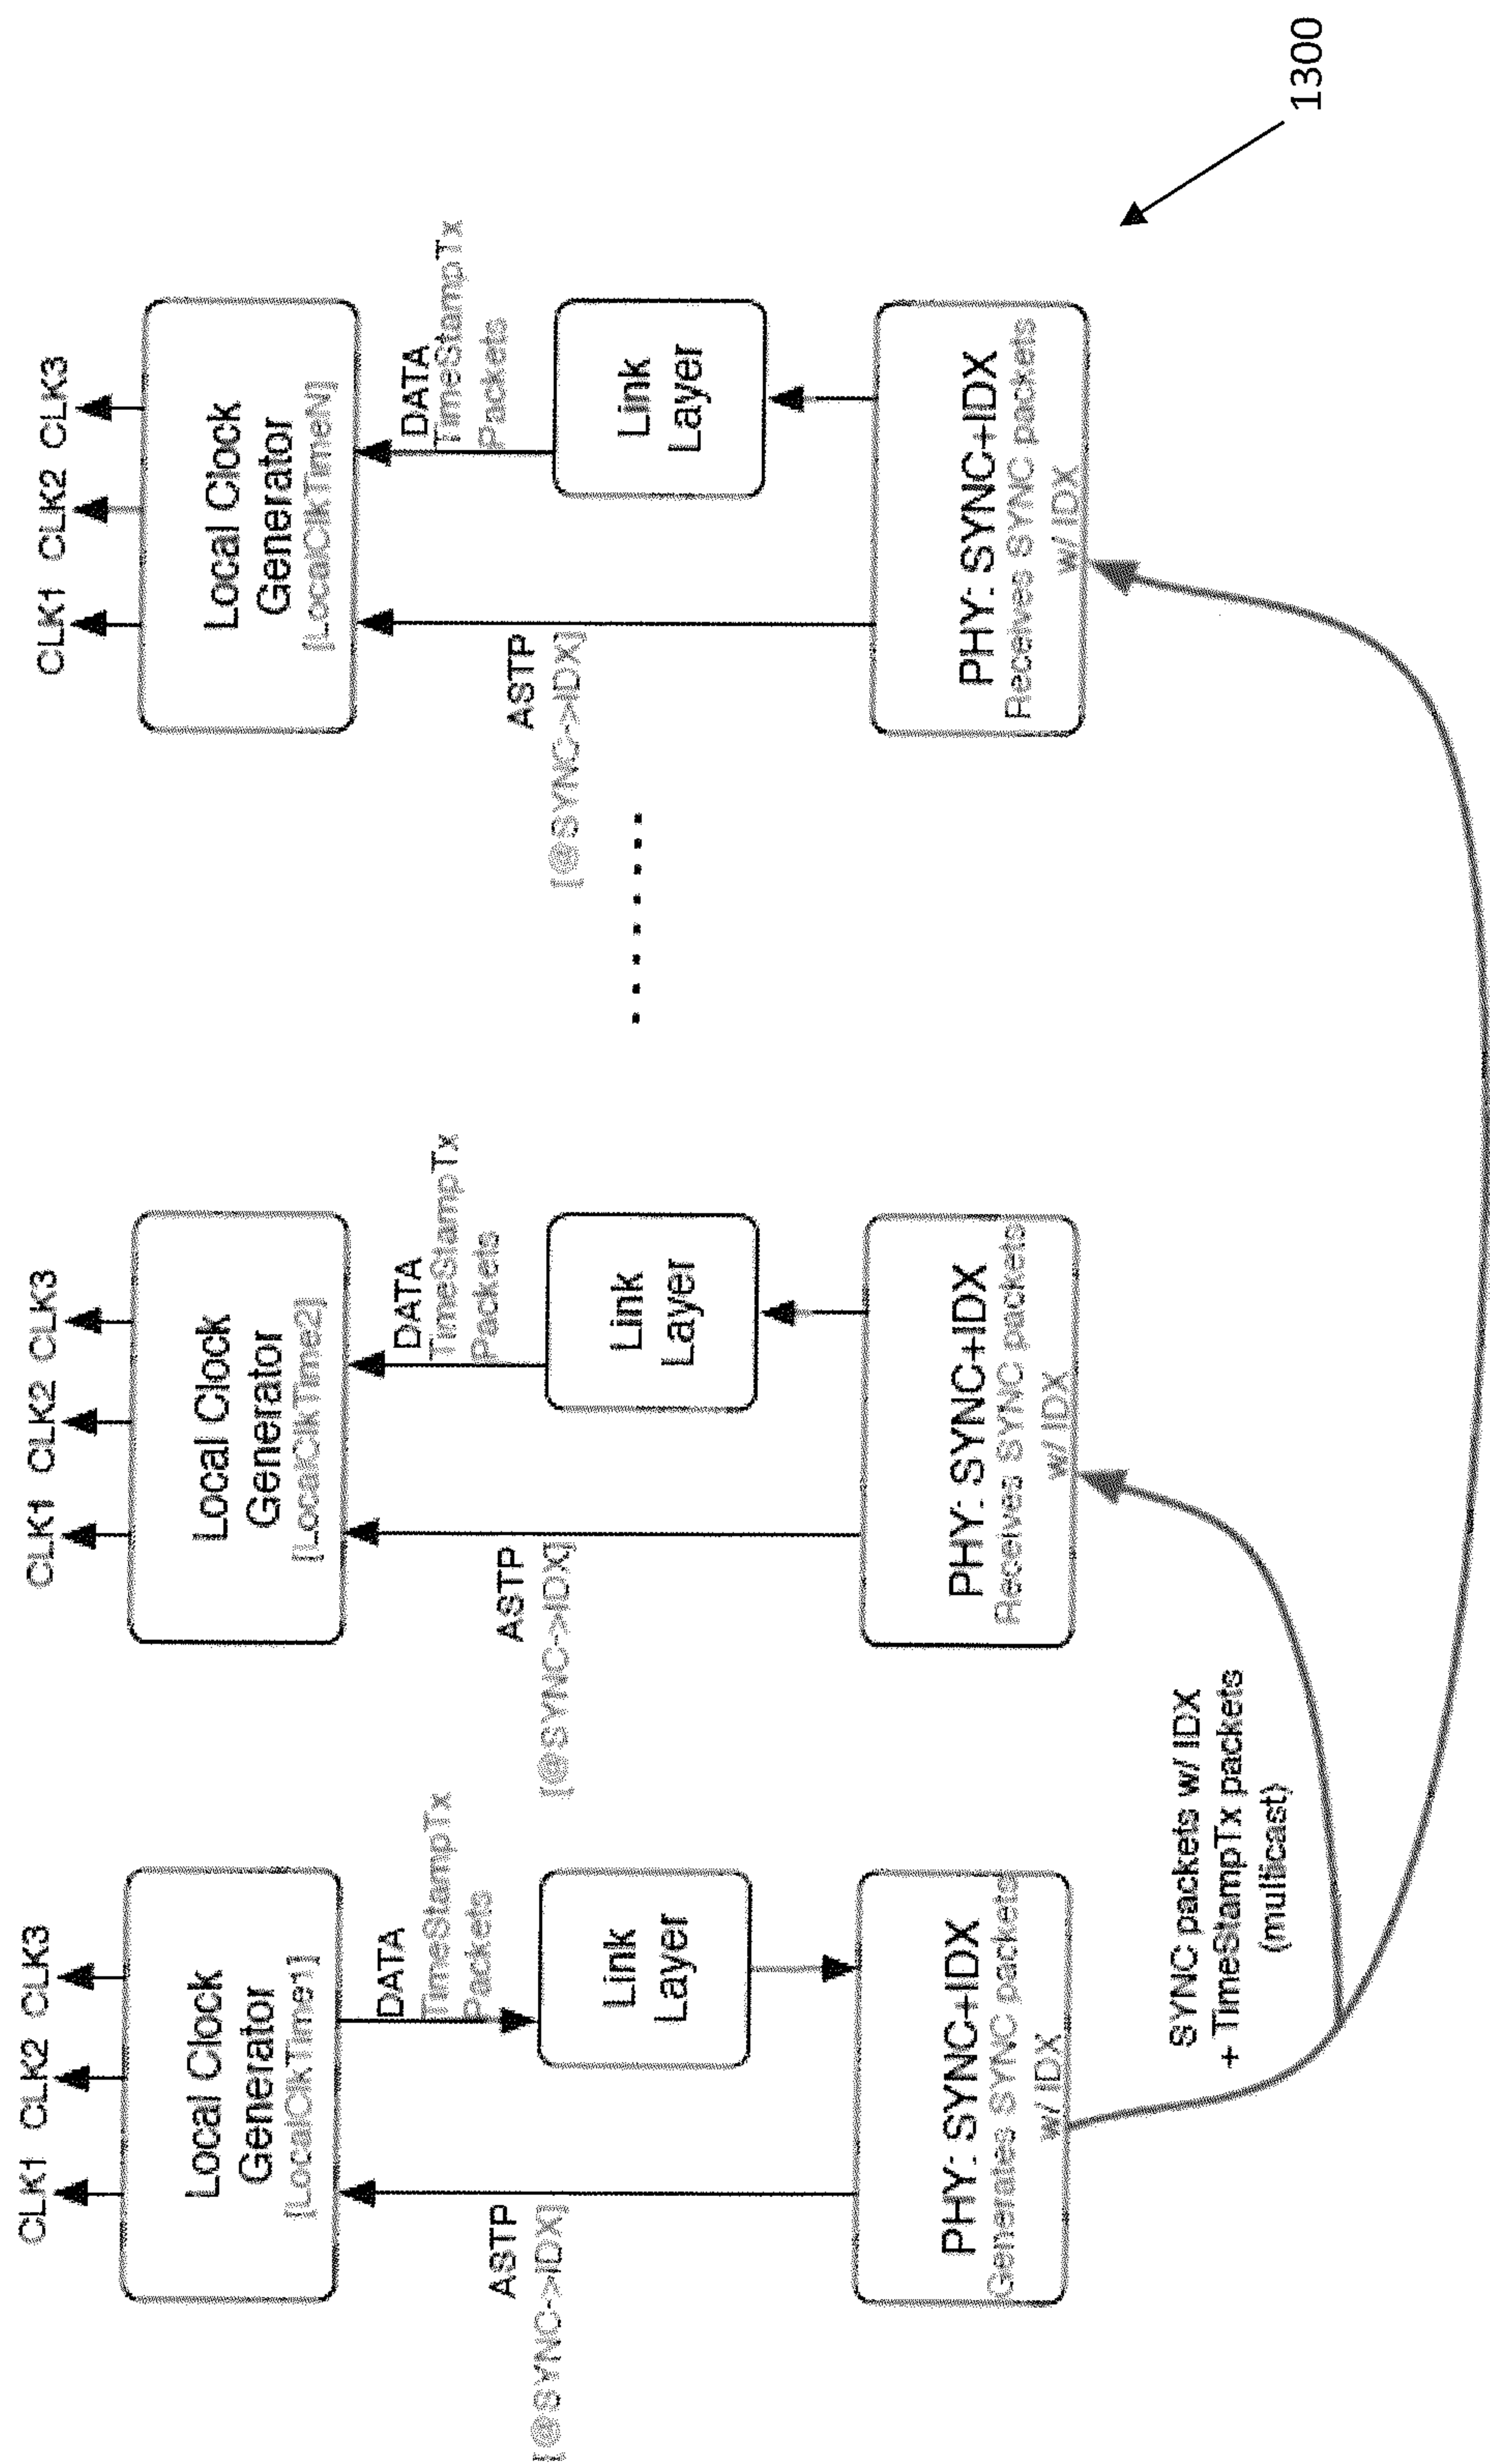 CLK1 CLK2 CLK3
Local Clock
Generator
[LocalClkTime1]
ASTP
[@SYNC->IDX]
DATA
TimeStampTx
Packets
Link
Layer
PHY: SYNC+IDX
Generates SYNC packets
w/ IDX
SYNC packets w/ IDX
+ TimeStampTx packets
(multicast)
CLK1 CLK2 CLK3
Local Clock
Generator
[LocalClkTime2]
ASTP
[@SYNC->IDX]
DATA
TimeStampTx
Packets
Link
Layer
PHY: SYNC+IDX
Receives SYNC packets
w/ IDX
CLK1 CLK2 CLK3
Local Clock
Generator
[LocalClkTimeN]
ASTP
[@SYNC->IDX]
DATA
TimeStampTx
Packets
Link
Layer
PHY: SYNC+IDX
Receives SYNC packets
w/ IDX
1300